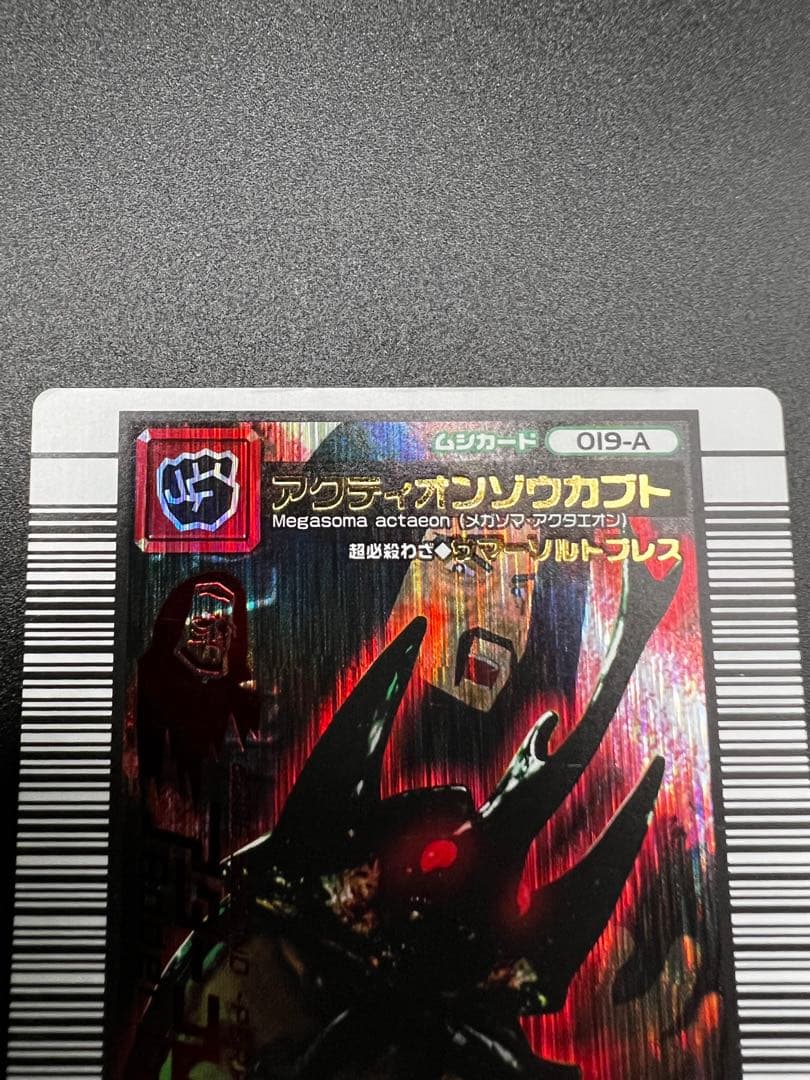 ムシカード 019-A
アクティオンゾウカブト
Megasoma actaeon (メガソマ・アクタエオン)
超必殺わざ◆サマーソルトプレス